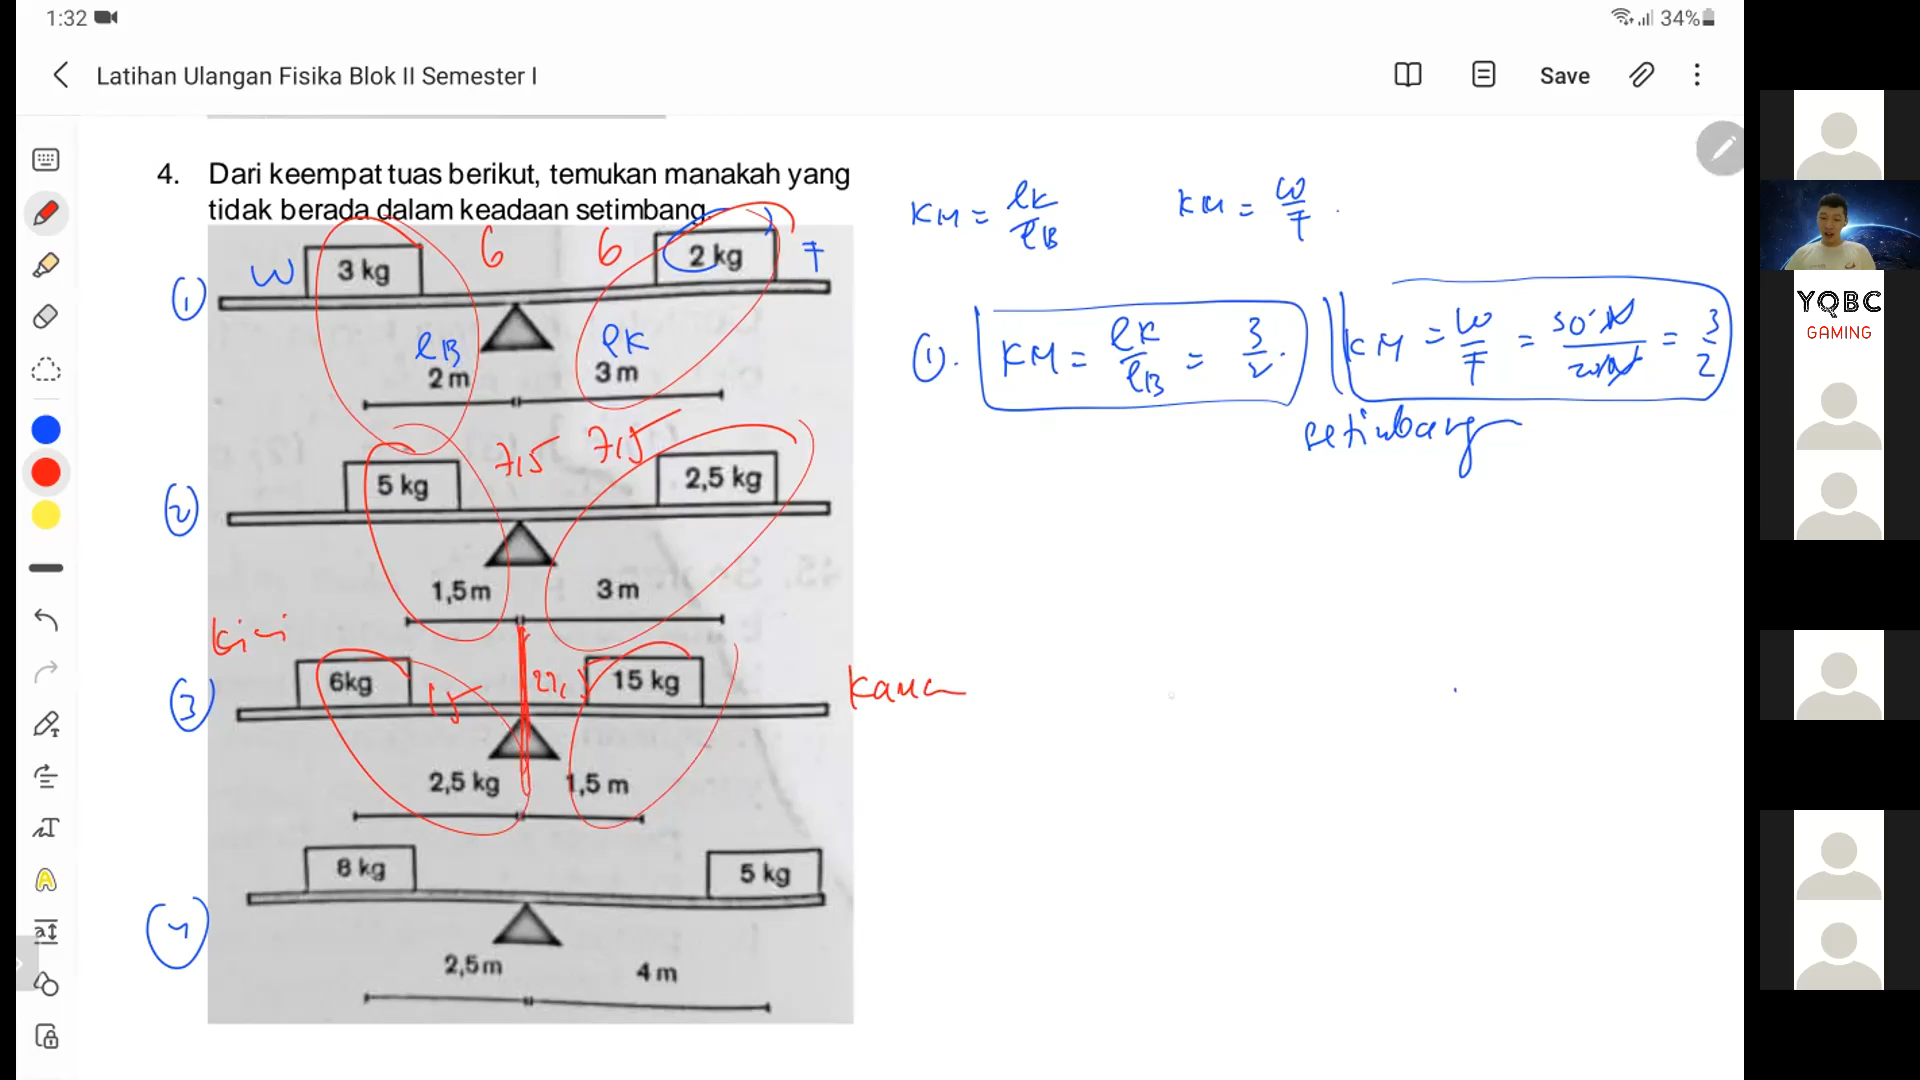 1:32
34%
Latihan Ulangan Fisika Blok II Semester I
Save
4. Dari keempat tuas berikut, temukan manakah yang
tidak berada dalam keadaan setimbang.
KM = lK/lB
KM = W/F
(1) W 3 kg 6 6 2 kg F
lB lK
2 m 3 m
(1). KM = lK/lB = 3/2. KM = W/F = = 3/2
setimbang
7,5 7,5
(2) 5 kg 2,5 kg
1,5 m 3 m
kiri
(3) 6kg 15 15 kg
2,5 kg 1,5 m
8 kg 5 kg
(4)
2,5 m 4 m
YQBC
GAMING